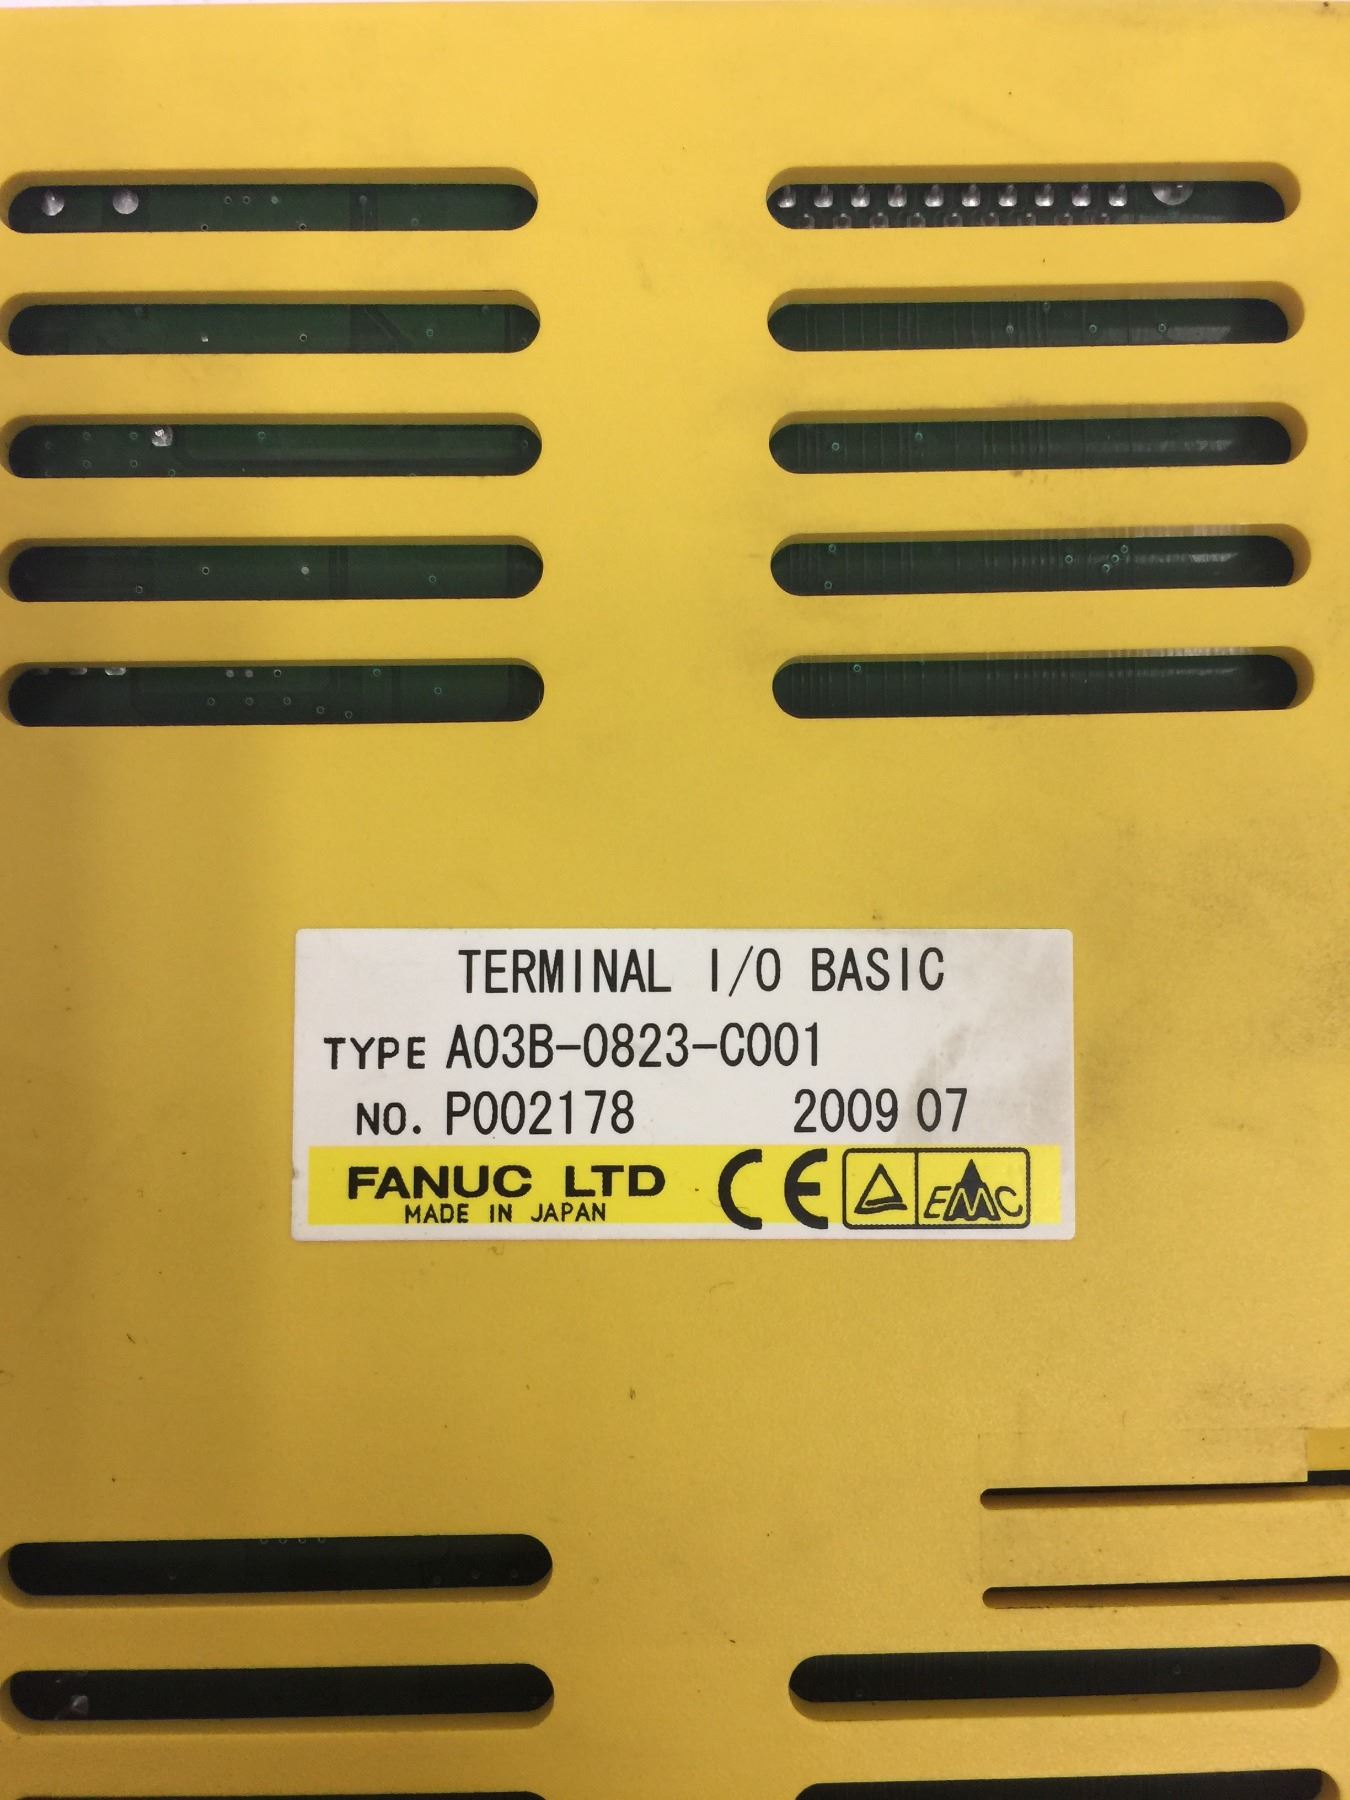 TERMINAL I/O BASIC
TYPE A03B-0823-C001
NO. P002178 2009 07
FANUC LTD CE EMC
MADE IN JAPAN